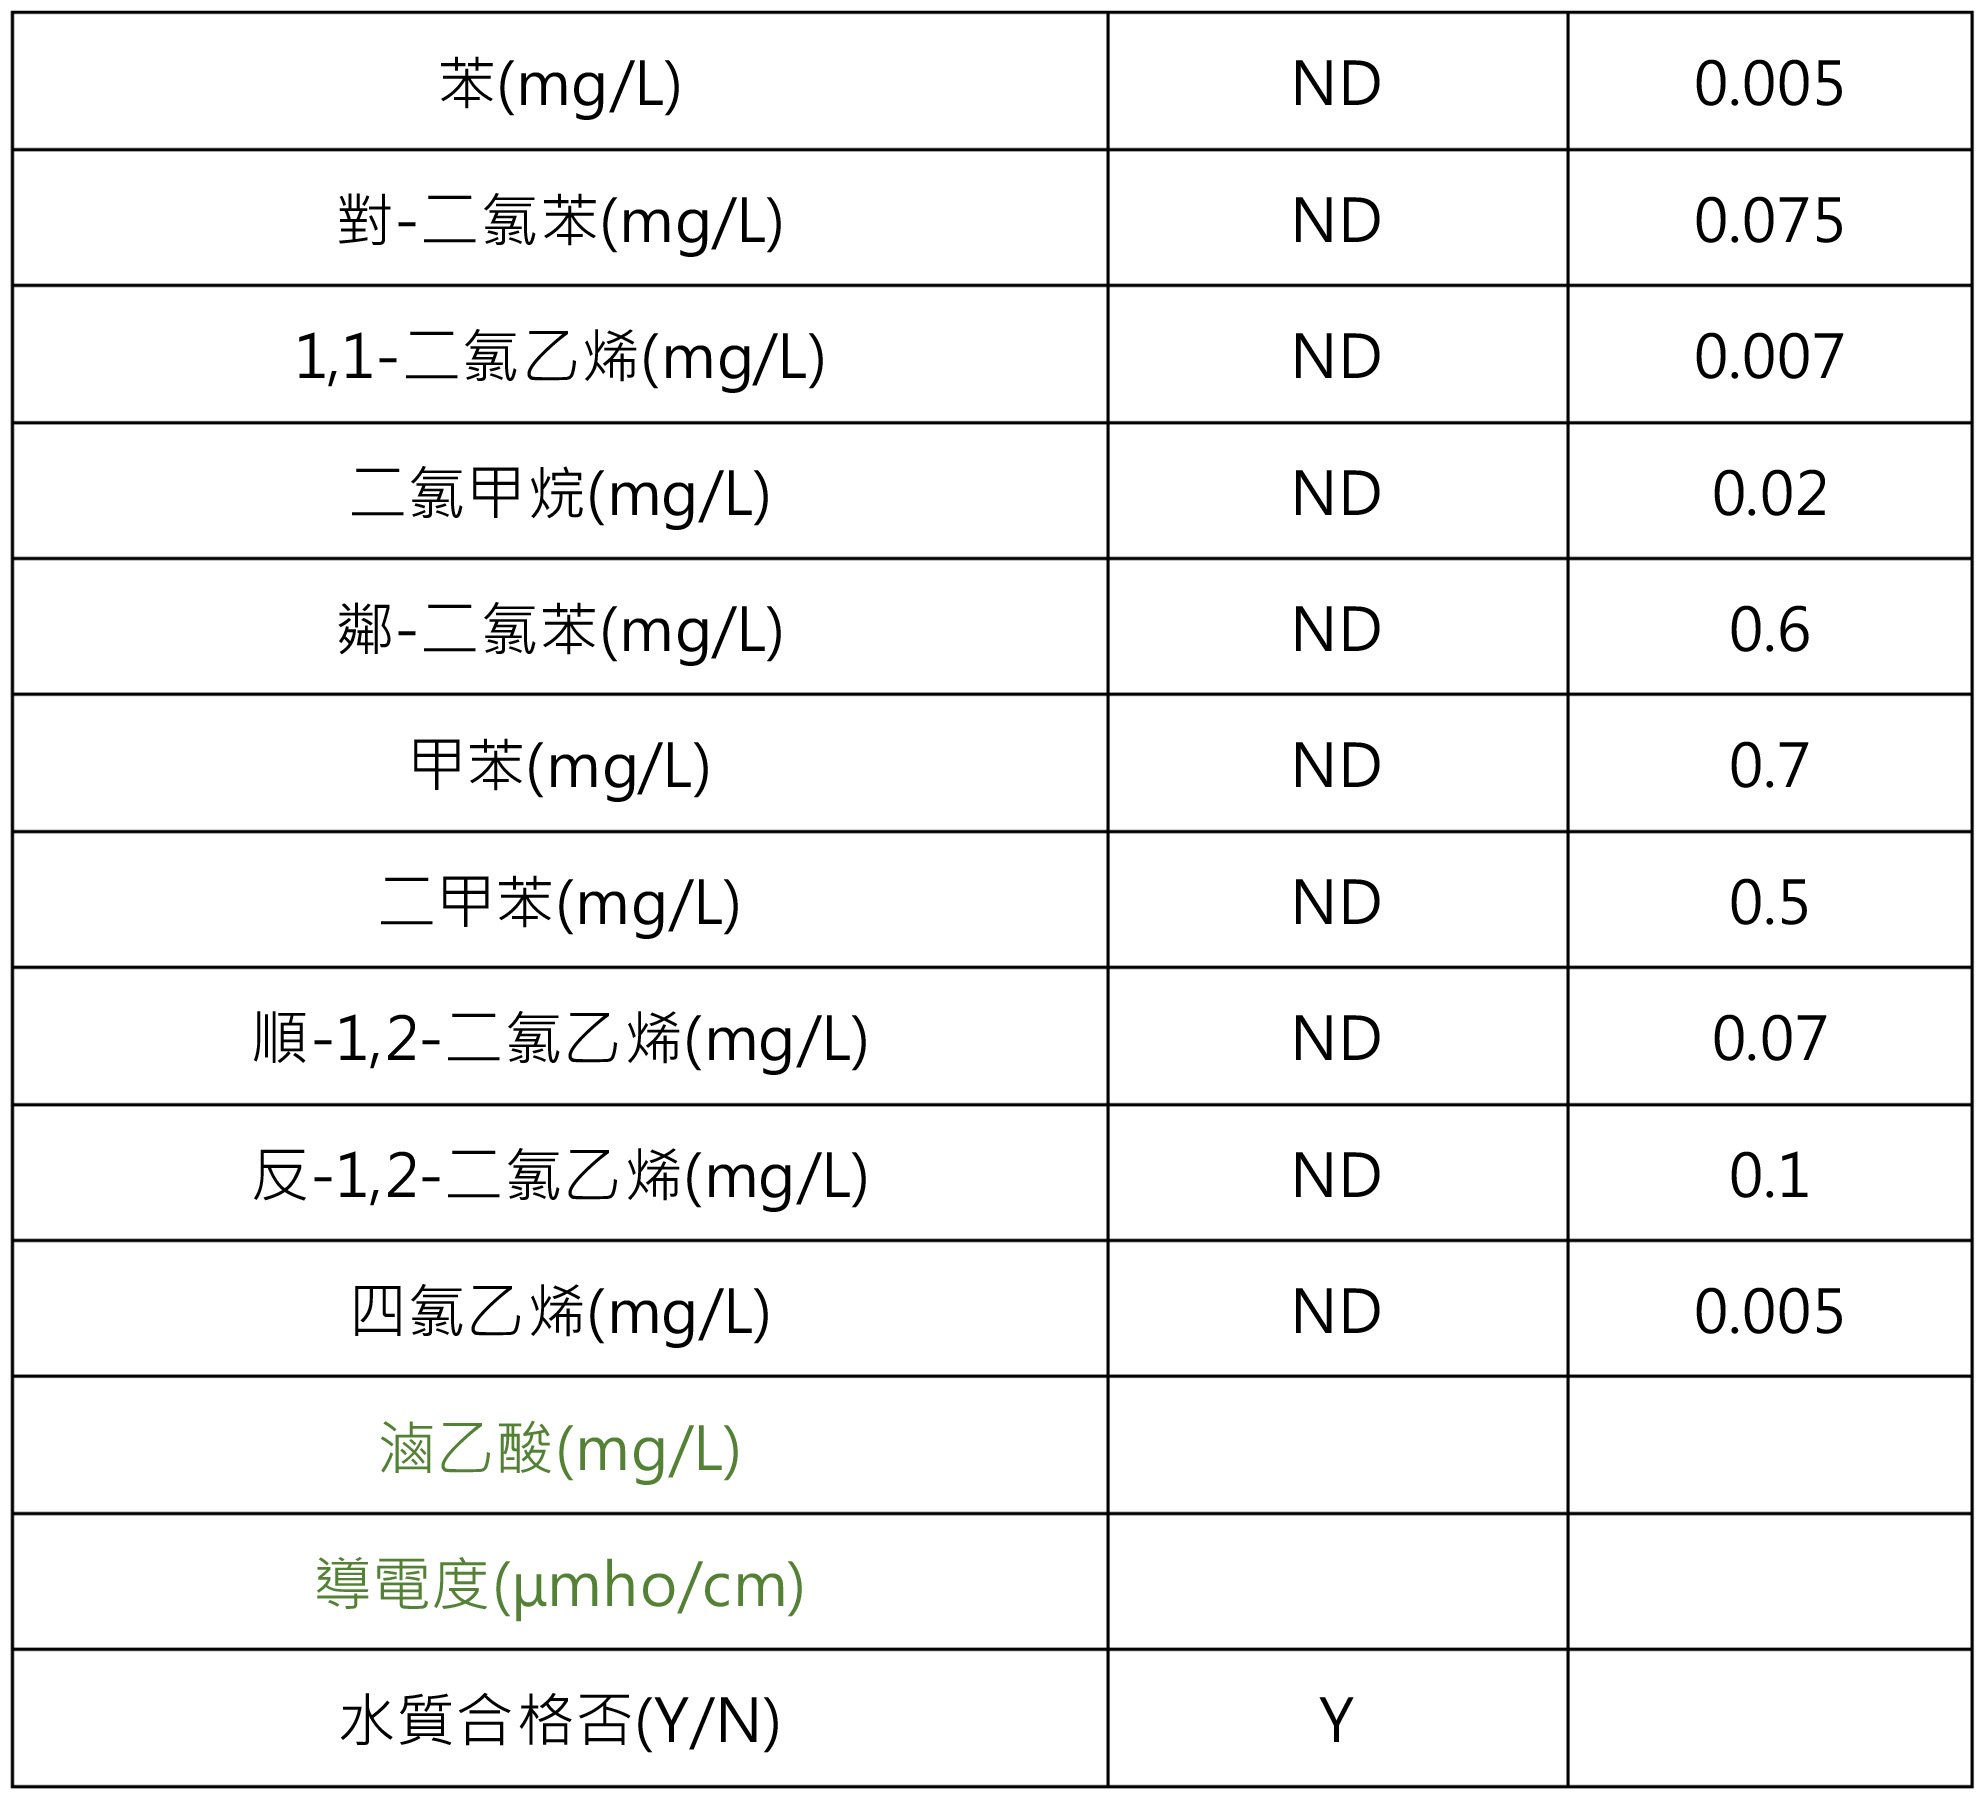 苯(mg/L) ND 0.005
對-二氯苯(mg/L) ND 0.075
1,1-二氯乙烯(mg/L) ND 0.007
二氯甲烷(mg/L) ND 0.02
鄰-二氯苯(mg/L) ND 0.6
甲苯(mg/L) ND 0.7
二甲苯(mg/L) ND 0.5
順-1,2-二氯乙烯(mg/L) ND 0.07
反-1,2-二氯乙烯(mg/L) ND 0.1
四氯乙烯(mg/L) ND 0.005
滷乙酸(mg/L)
導電度(μmho/cm)
水質合格否(Y/N) Y